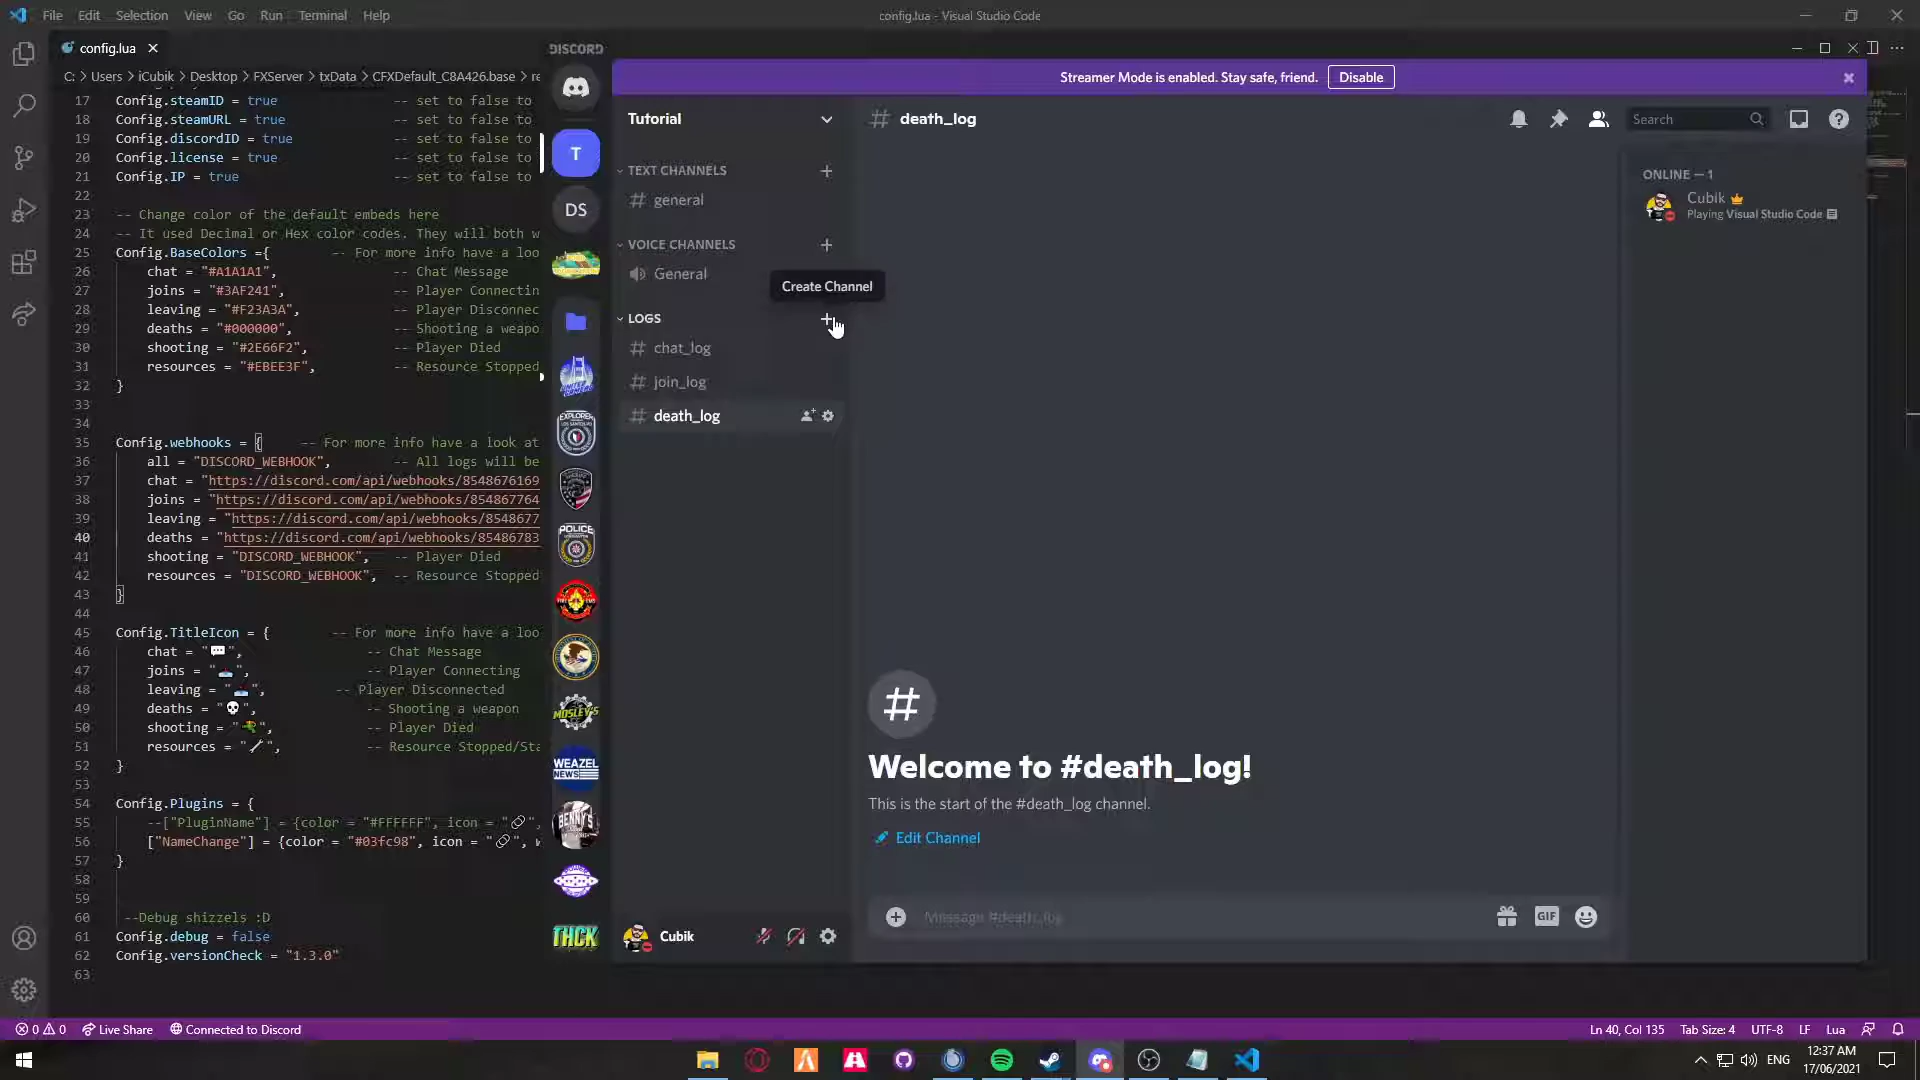 File Edit Selection View Go Run Terminal Help
config.lua - Visual Studio Code
config.lua
C: > Users > iCubik > Desktop > FXServer > txData > CFXDefault_C8A426.base > re
17 Config.steamID = true -- set to false to
18 Config.steamURL = true -- set to false to
19 Config.discordID = true -- set to false to
20 Config.license = true -- set to false to
21 Config.IP = true -- set to false to
22
23 -- Change color of the default embeds here
24 -- It used Decimal or Hex color codes. They will both w
25 Config.BaseColors ={ -- For more info have a loo
26 chat = "#A1A1A1", -- Chat Message
27 joins = "#3AF241", -- Player Connectin
28 leaving = "#F23A3A", -- Player Disconnec
29 deaths = "#000000", -- Shooting a weapo
30 shooting = "#2E66F2", -- Player Died
31 resources = "#EBEE3F", -- Resource Stopped
32 }
33
34
35 Config.webhooks = { -- For more info have a look at
36 all = "DISCORD_WEBHOOK", -- All logs will be
37 chat = "https://discord.com/api/webhooks/8548676169
38 joins = "https://discord.com/api/webhooks/854867764
39 leaving = "https://discord.com/api/webhooks/8548677
40 deaths = "https://discord.com/api/webhooks/85486783
41 shooting = "DISCORD_WEBHOOK", -- Player Died
42 resources = "DISCORD_WEBHOOK", -- Resource Stopped
43 }
44
45 Config.TitleIcon = { -- For more info have a loo
46 chat = "💬", -- Chat Message
47 joins = "📥", -- Player Connecting
48 leaving = "📤", -- Player Disconnected
49 deaths = "💀", -- Shooting a weapon
50 shooting = "🔫", -- Player Died
51 resources = "🔧", -- Resource Stopped/Sta
52 }
53
54 Config.Plugins = {
55 --["PluginName"] = {color = "#FFFFFF", icon = "🔗",
56 ["NameChange"] = {color = "#03fc98", icon = "🔗", w
57 }
58
59
60 --Debug shizzels :D
61 Config.debug = false
62 Config.versionCheck = "1.3.0"
63
DISCORD
T
DS
EXPLORER
LOS SANTOS
POLICE
MOSLEY'S
WEAZEL
NEWS
BENNY'S
THCK
Streamer Mode is enabled. Stay safe, friend. Disable
Tutorial
TEXT CHANNELS
general
VOICE CHANNELS
General
Create Channel
LOGS
chat_log
join_log
death_log
Cubik
# death_log
Search
ONLINE — 1
Cubik
Playing Visual Studio Code
Welcome to #death_log!
This is the start of the #death_log channel.
Edit Channel
Message #death_log
GIF
0 0 Live Share Connected to Discord
Ln 40, Col 135 Tab Size: 4 UTF-8 LF Lua
ENG
12:37 AM
17/06/2021